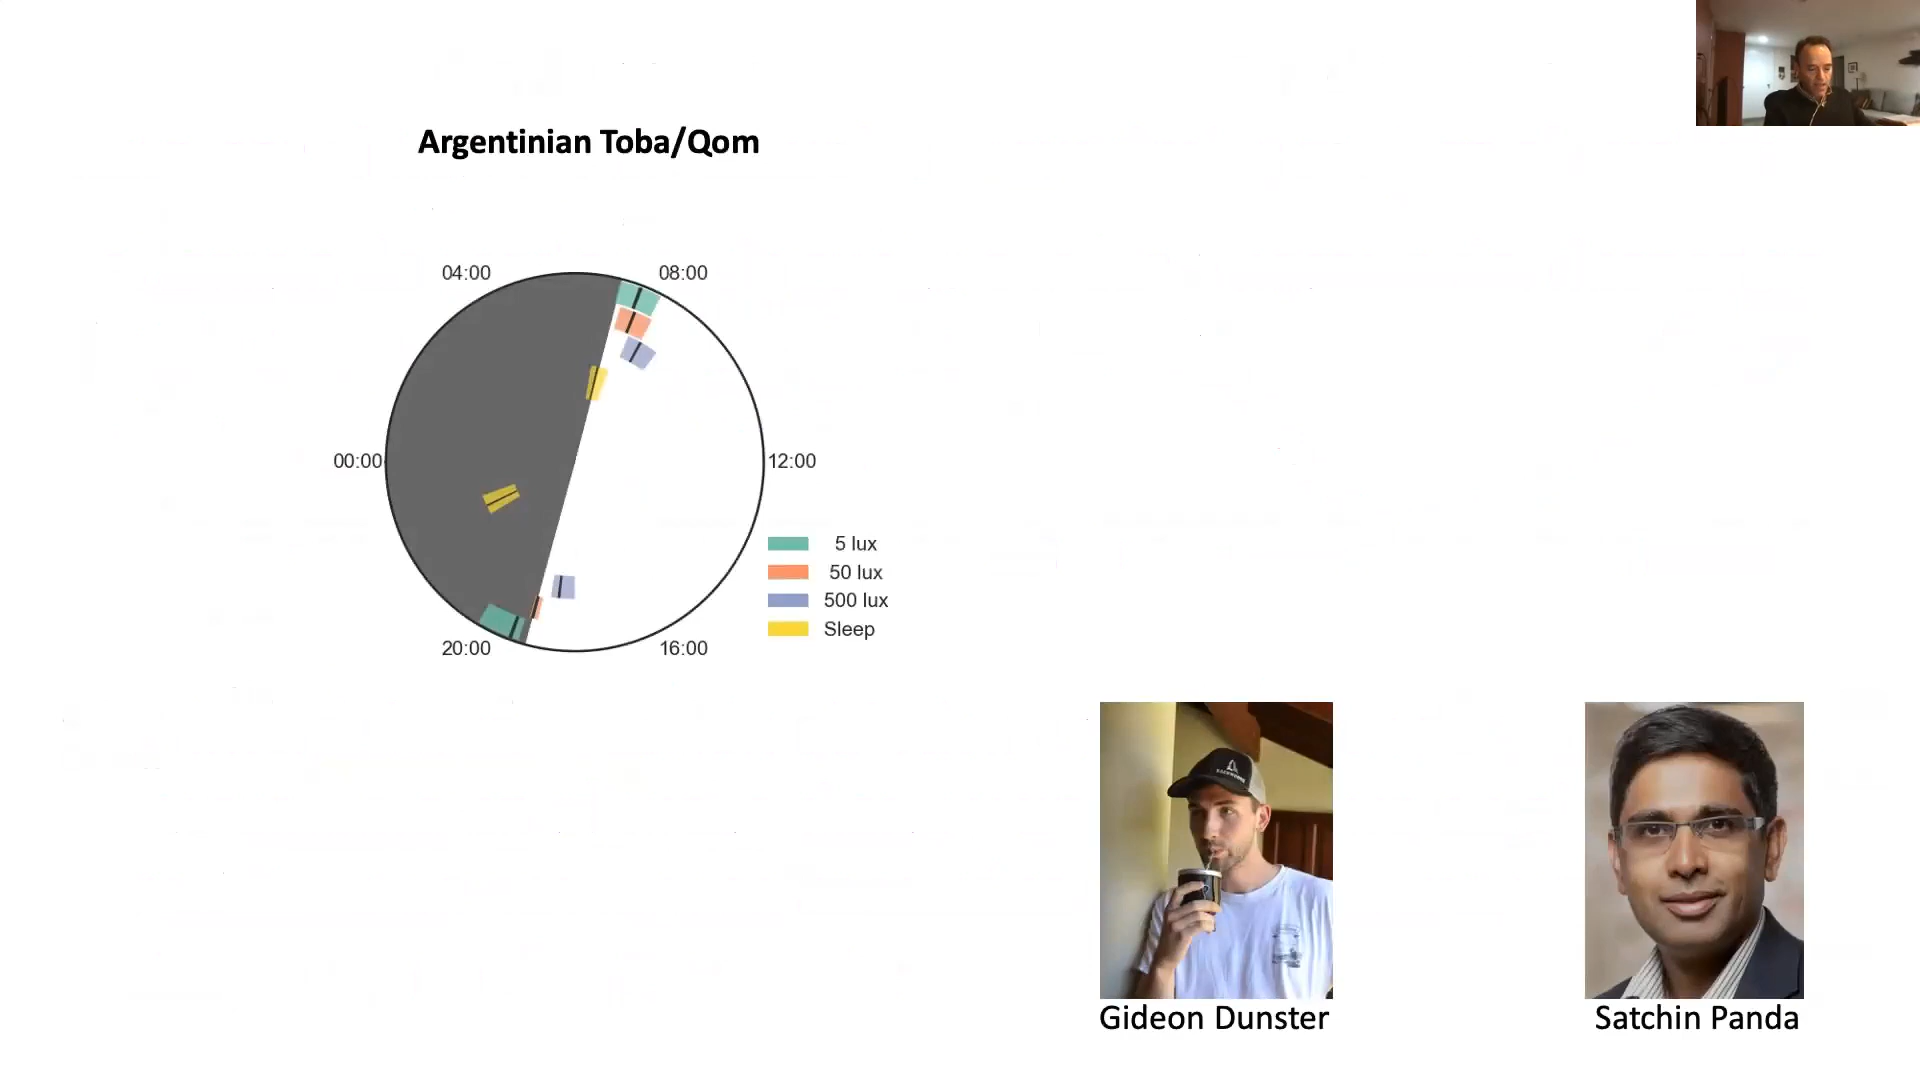 Argentinian Toba/Qom
04:00
08:00
00:00
12:00
5 lux
50 lux
500 lux
Sleep
20:00
16:00
Gideon Dunster
Satchin Panda